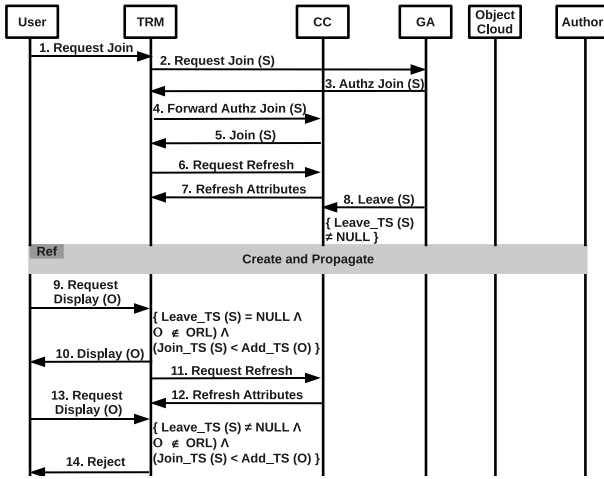 User
TRM
CC
GA
Object
Cloud
Author
1. Request Join
2. Request Join (S)
3. Authz Join (S)
4. Forward Authz Join (S)
5. Join (S)
6. Request Refresh
7. Refresh Attributes
8. Leave (S)
{ Leave_TS (S)
≠ NULL }
Ref
Create and Propagate
9. Request
Display (O)
{ Leave_TS (S) = NULL Λ
O ∉ ORL) Λ
(Join_TS (S) < Add_TS (O) }
10. Display (O)
11. Request Refresh
12. Refresh Attributes
13. Request
Display (O)
{ Leave_TS (S) ≠ NULL Λ
O ∉ ORL) Λ
(Join_TS (S) < Add_TS (O) }
14. Reject